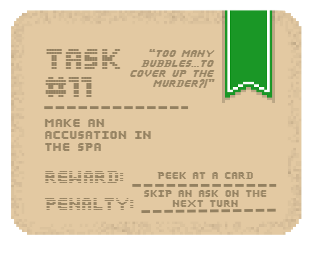 TASK
#11
"TOO MANY
BUBBLES...TO
COVER UP THE
MURDER?!"
MAKE AN
ACCUSATION IN
THE SPA
REWARD: PEEK AT A CARD
PENALTY: SKIP AN ASK ON THE
NEXT TURN